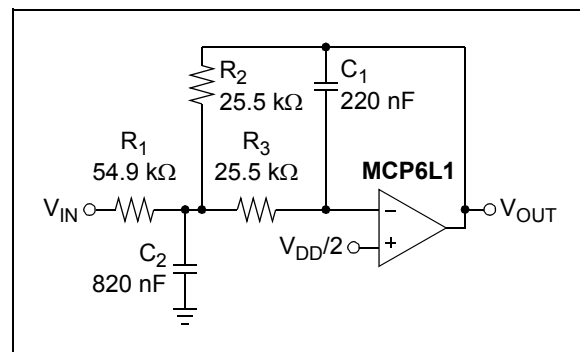 R2
25.5 kΩ
C1
220 nF
R1
54.9 kΩ
R3
25.5 kΩ
MCP6L1
VIN
−
+
VDD/2
VOUT
C2
820 nF